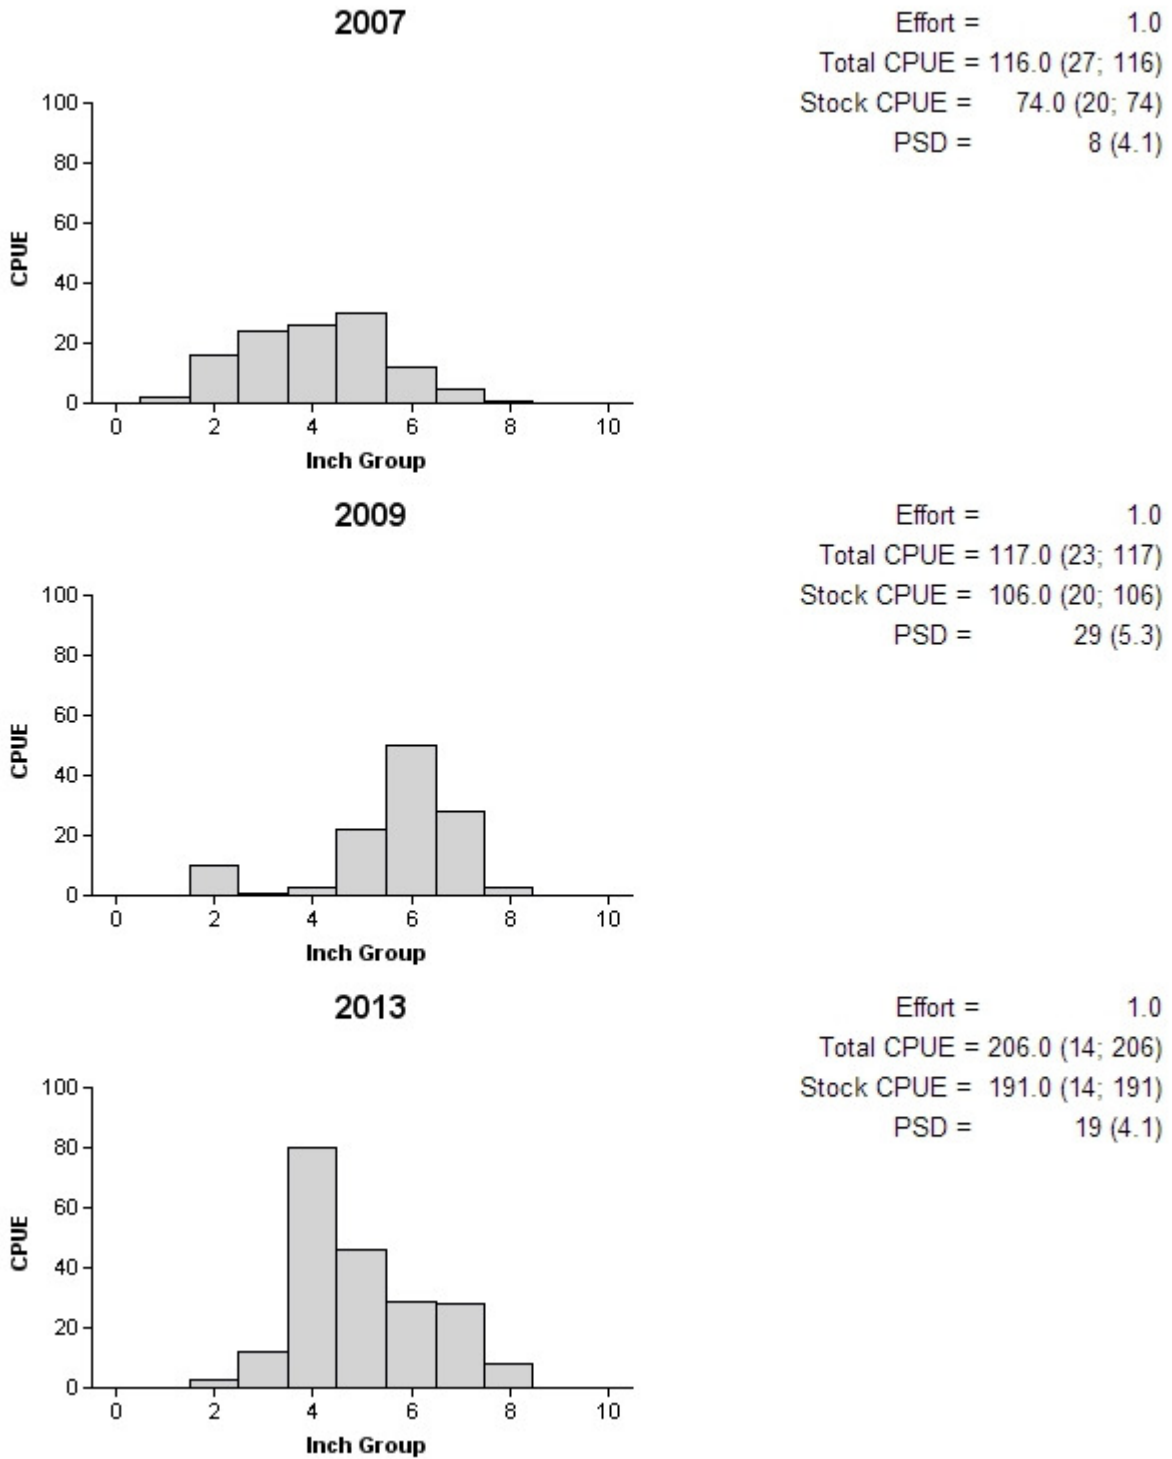 2007
Effort = 1.0
Total CPUE = 116.0 (27; 116)
Stock CPUE = 74.0 (20; 74)
PSD = 8 (4.1)
100
80
60
40
20
0
CPUE
0 2 4 6 8 10
Inch Group
2009
Effort = 1.0
Total CPUE = 117.0 (23; 117)
Stock CPUE = 106.0 (20; 106)
PSD = 29 (5.3)
100
80
60
40
20
0
CPUE
0 2 4 6 8 10
Inch Group
2013
Effort = 1.0
Total CPUE = 206.0 (14; 206)
Stock CPUE = 191.0 (14; 191)
PSD = 19 (4.1)
100
80
60
40
20
0
CPUE
0 2 4 6 8 10
Inch Group